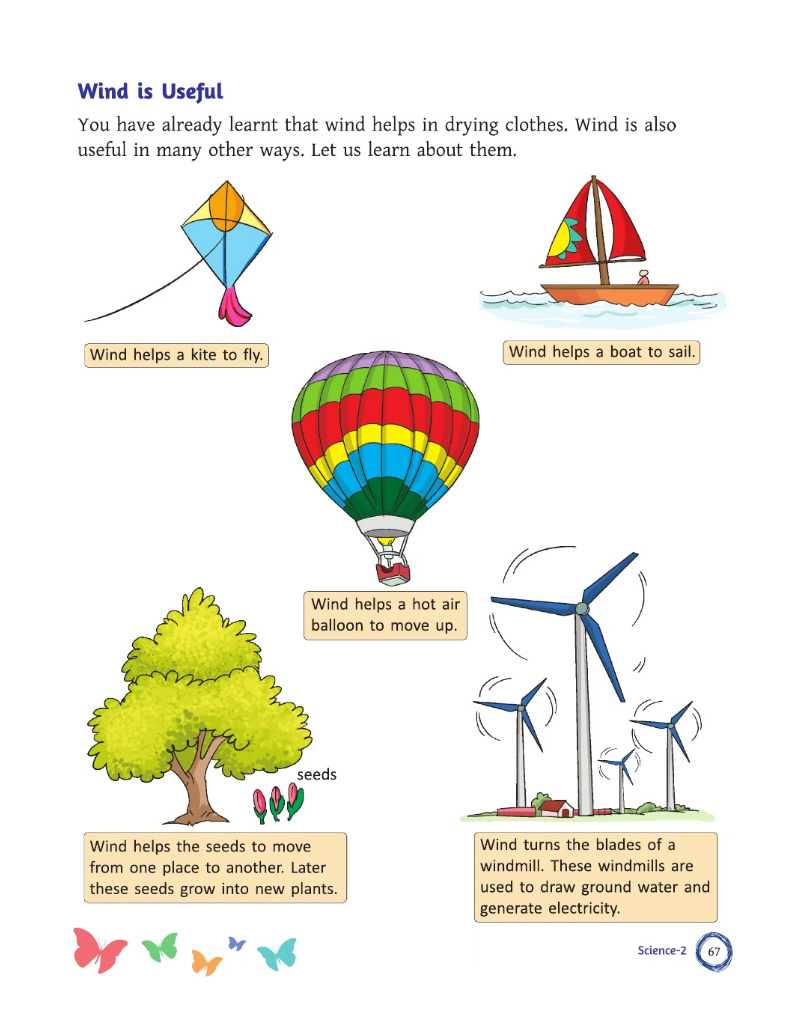 Wind is Useful
You have already learnt that wind helps in drying clothes. Wind is also
useful in many other ways. Let us learn about them.
Wind helps a kite to fly.
Wind helps a boat to sail.
Wind helps a hot air
balloon to move up.
seeds
Wind helps the seeds to move
from one place to another. Later
these seeds grow into new plants.
Wind turns the blades of a
windmill. These windmills are
used to draw ground water and
generate electricity.
Science-2
67